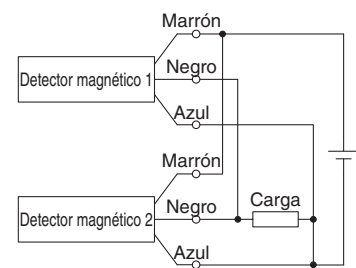 Marrón
Detector magnético 1
Negro
Azul
Marrón
Detector magnético 2
Negro
Carga
Azul